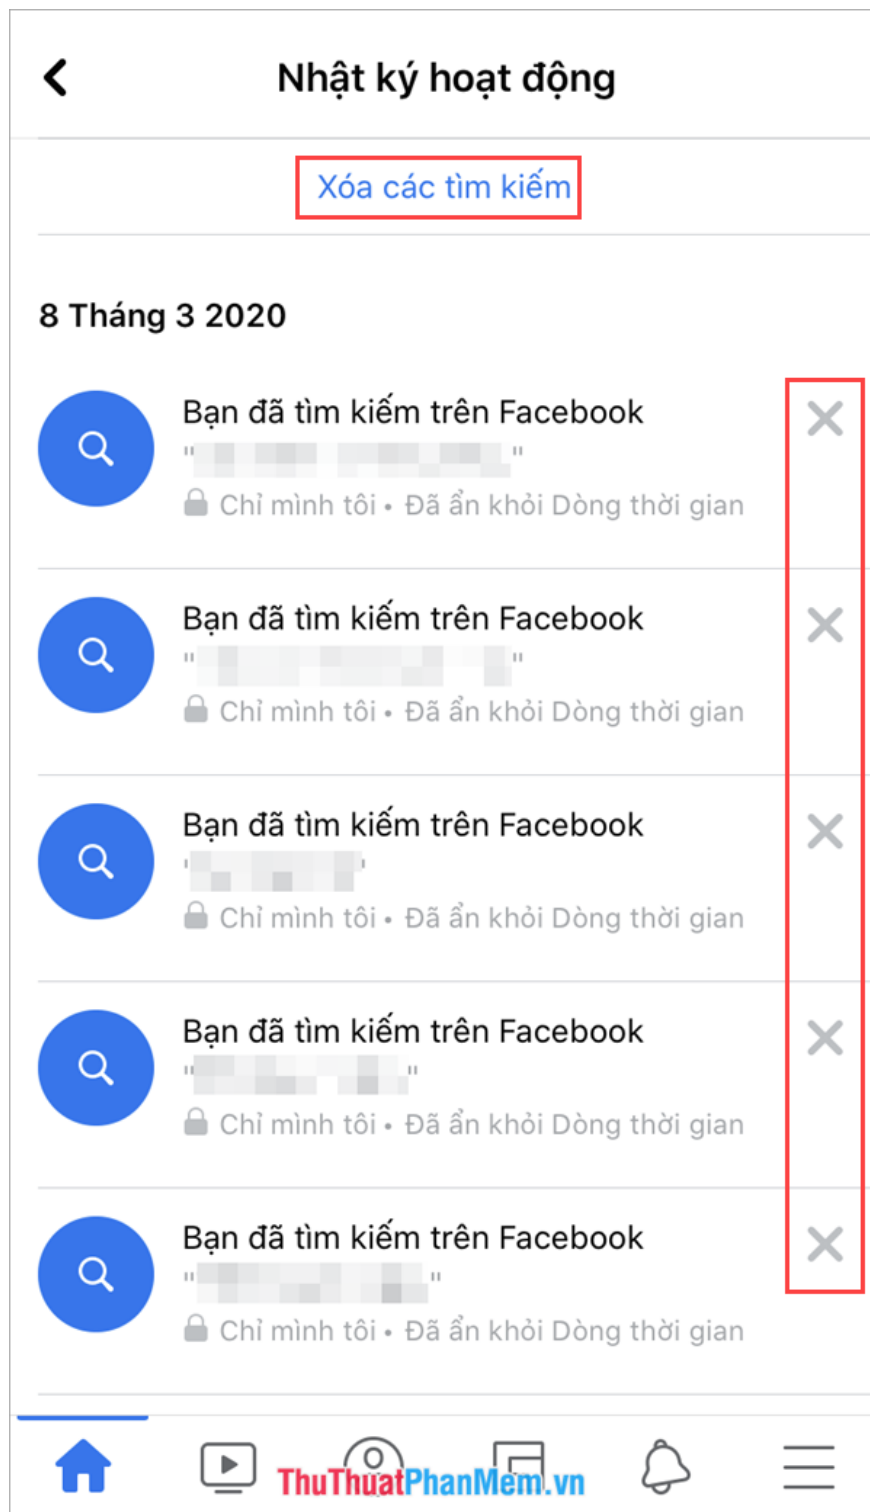 Nhật ký hoạt động
Xóa các tìm kiếm
8 Tháng 3 2020
Bạn đã tìm kiếm trên Facebook
" "
Chỉ mình tôi • Đã ẩn khỏi Dòng thời gian
Bạn đã tìm kiếm trên Facebook
" "
Chỉ mình tôi • Đã ẩn khỏi Dòng thời gian
Bạn đã tìm kiếm trên Facebook
" "
Chỉ mình tôi • Đã ẩn khỏi Dòng thời gian
Bạn đã tìm kiếm trên Facebook
" "
Chỉ mình tôi • Đã ẩn khỏi Dòng thời gian
Bạn đã tìm kiếm trên Facebook
" "
Chỉ mình tôi • Đã ẩn khỏi Dòng thời gian
ThuThuatPhanMem.vn